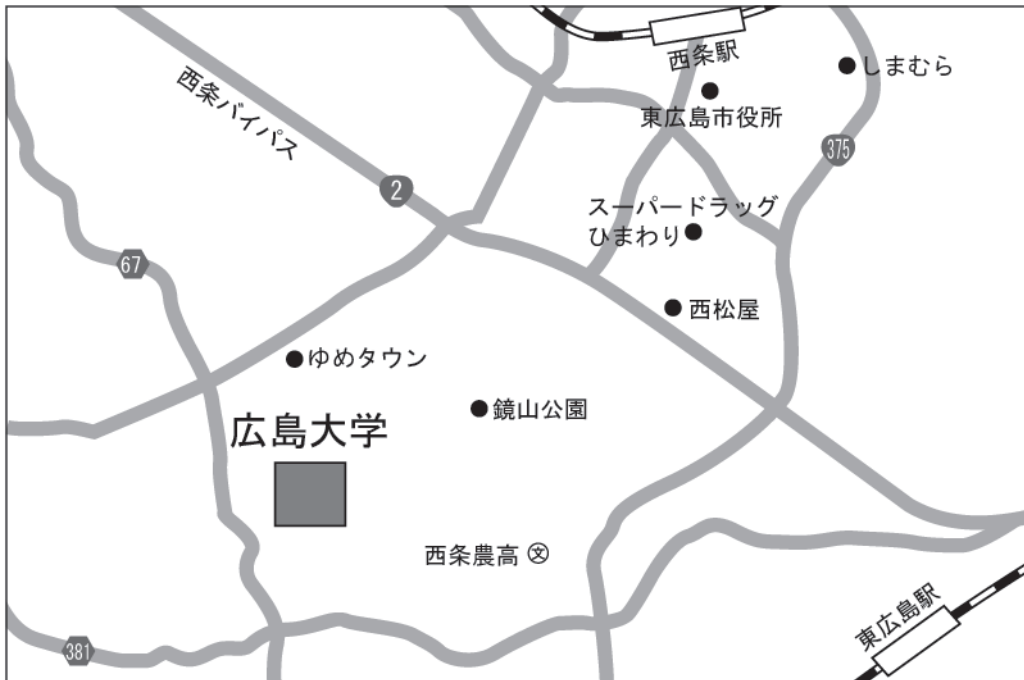 西条駅
しまむら
東広島市役所
西条バイパス
375
2
スーパードラッグ
ひまわり
67
西松屋
ゆめタウン
鏡山公園
広島大学
西条農高 文
東広島駅
381